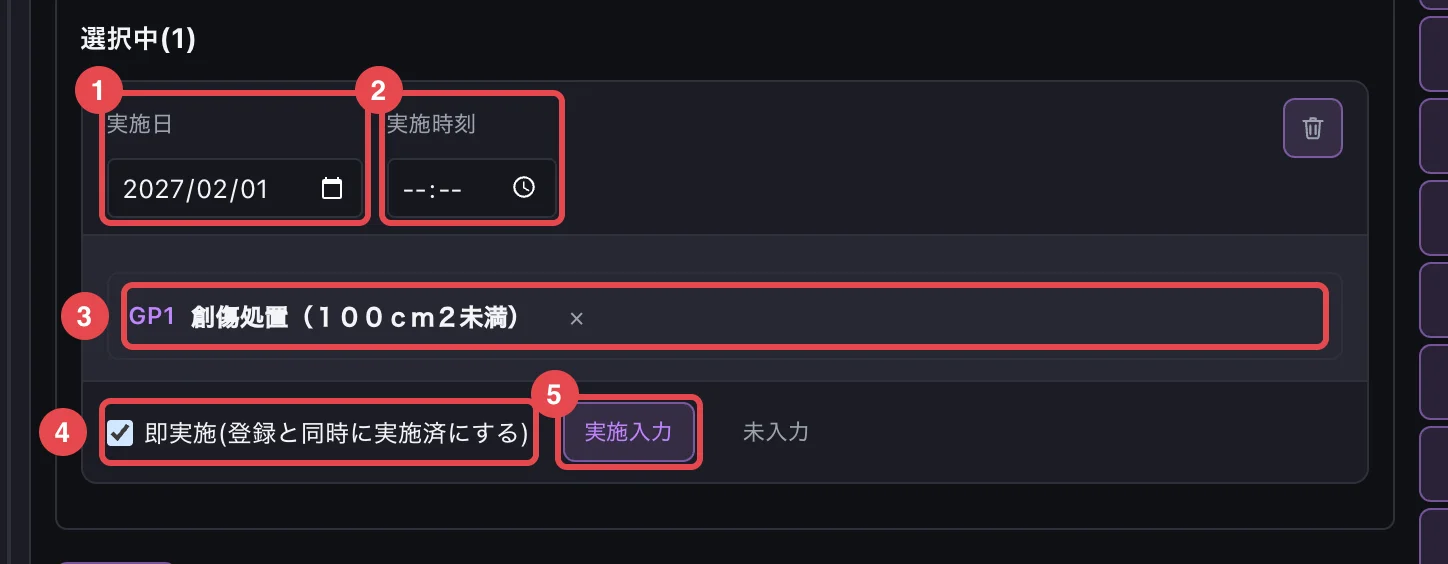 選択中(1)
1 2
実施日 実施時刻
2027/02/01 --:--
3 GP1 創傷処置（１００ｃｍ２未満） ×
5
4 即実施(登録と同時に実施済にする) 実施入力 未入力